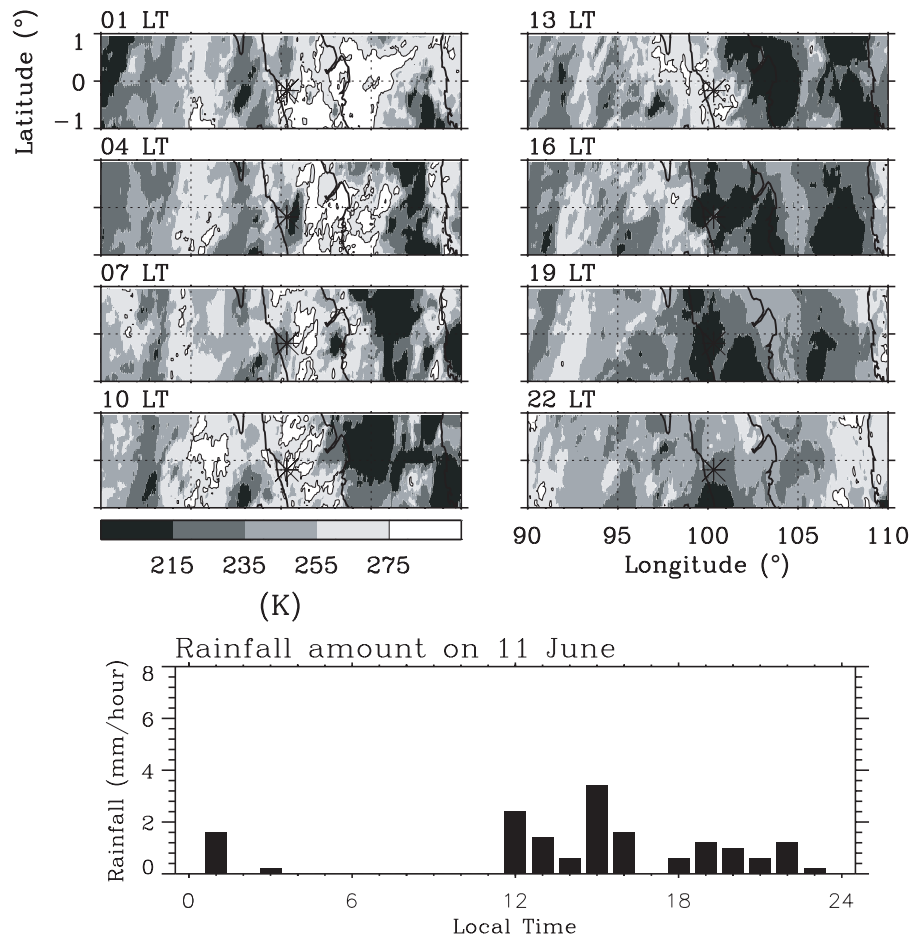 Latitude (°)
01 LT
1
0
−1
04 LT
07 LT
10 LT
215 235 255 275
(K)
13 LT
16 LT
19 LT
22 LT
90 95 100 105 110
Longitude (°)
Rainfall amount on 11 June
Rainfall (mm/hour)
8
6
4
2
0
0 6 12 18 24
Local Time